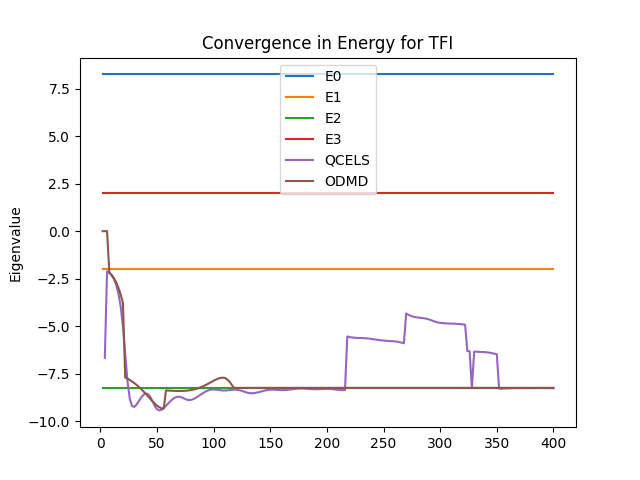 Convergence in Energy for TFI
E0
E1
E2
E3
QCELS
ODMD
Eigenvalue
7.5
5.0
2.5
0.0
−2.5
−5.0
−7.5
−10.0
0 50 100 150 200 250 300 350 400